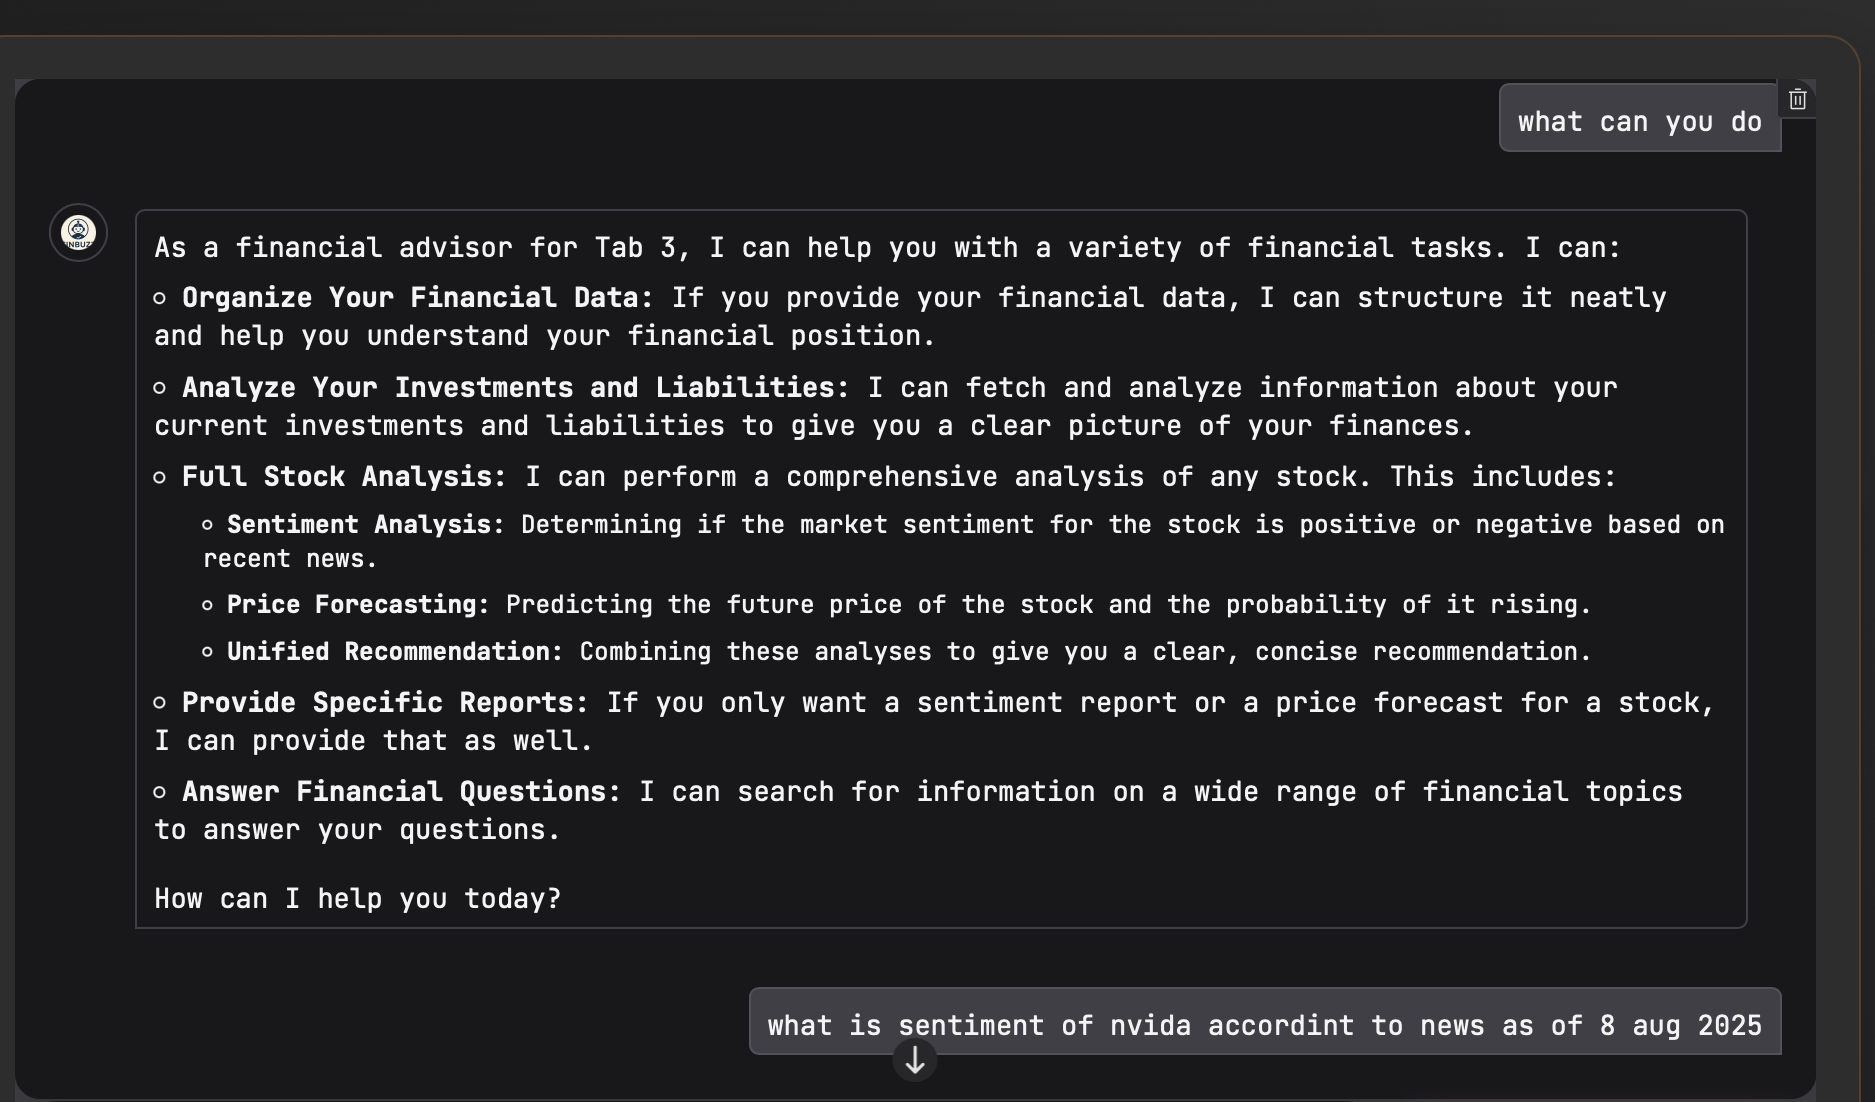 what can you do
INBUZZ
As a financial advisor for Tab 3, I can help you with a variety of financial tasks. I can:
Organize Your Financial Data: If you provide your financial data, I can structure it neatly
and help you understand your financial position.
Analyze Your Investments and Liabilities: I can fetch and analyze information about your
current investments and liabilities to give you a clear picture of your finances.
Full Stock Analysis: I can perform a comprehensive analysis of any stock. This includes:
Sentiment Analysis: Determining if the market sentiment for the stock is positive or negative based on
recent news.
Price Forecasting: Predicting the future price of the stock and the probability of it rising.
Unified Recommendation: Combining these analyses to give you a clear, concise recommendation.
Provide Specific Reports: If you only want a sentiment report or a price forecast for a stock,
I can provide that as well.
Answer Financial Questions: I can search for information on a wide range of financial topics
to answer your questions.
How can I help you today?
what is sentiment of nvida accordint to news as of 8 aug 2025